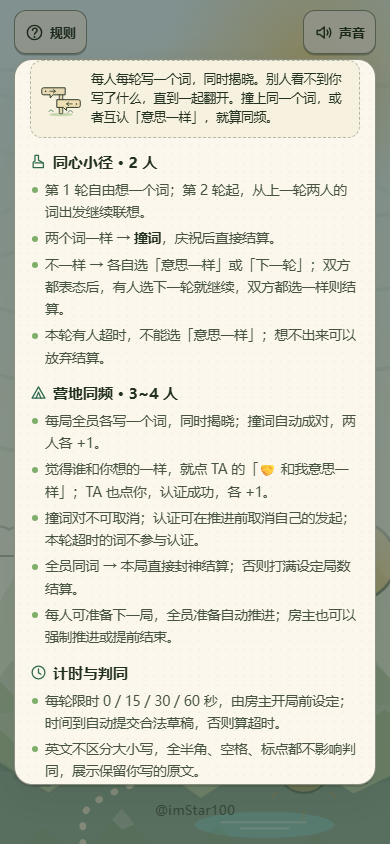 规则
声音
每人每轮写一个词，同时揭晓。别人看不到你
写了什么，直到一起翻开。撞上同一个词，或
者互认「意思一样」，就算同频。
同心小径 • 2 人
第 1 轮自由想一个词；第 2 轮起，从上一轮两人的
词出发继续联想。
两个词一样 → 撞词，庆祝后直接结算。
不一样 → 各自选「意思一样」或「下一轮」；双方
都表态后，有人选下一轮就继续，双方都选一样则结
算。
本轮有人超时，不能选「意思一样」；想不出来可以
放弃结算。
营地同频 • 3~4 人
每局全员各写一个词，同时揭晓；撞词自动成对，两
人各 +1。
觉得谁和你想的一样，就点 TA 的「🤝 和我意思一
样」；TA 也点你，认证成功，各 +1。
撞词对不可取消；认证可在推进前取消自己的发起；
本轮超时的词不参与认证。
全员同词 → 本局直接封神结算；否则打满设定局数
结算。
每人可准备下一局，全员准备自动推进；房主也可以
强制推进或提前结束。
计时与判同
每轮限时 0 / 15 / 30 / 60 秒，由房主开局前设定；
时间到自动提交合法草稿，否则算超时。
英文不区分大小写，全半角、空格、标点都不影响判
同，展示保留你写的原文。
@imStar100